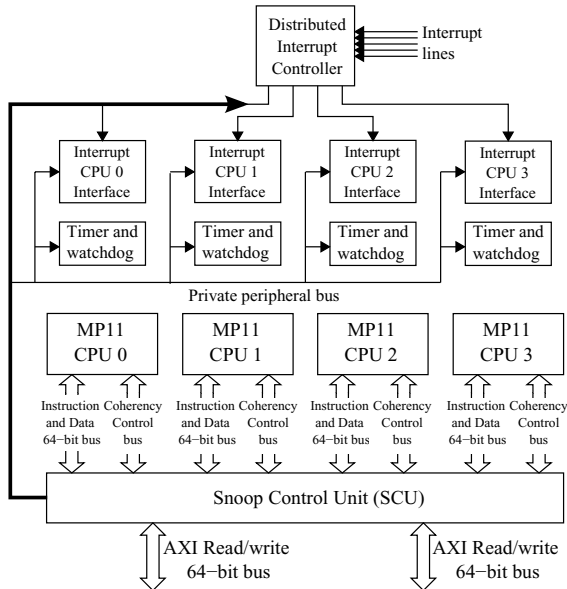 Distributed
Interrupt
Controller
Interrupt
lines
Interrupt
CPU 0
Interface
Interrupt
CPU 1
Interface
Interrupt
CPU 2
Interface
Interrupt
CPU 3
Interface
Timer and
watchdog
Timer and
watchdog
Timer and
watchdog
Timer and
watchdog
Private peripheral bus
MP11
CPU 0
MP11
CPU 1
MP11
CPU 2
MP11
CPU 3
Instruction
and Data
64−bit bus
Coherency
Control
bus
Instruction
and Data
64−bit bus
Coherency
Control
bus
Instruction
and Data
64−bit bus
Coherency
Control
bus
Instruction
and Data
64−bit bus
Coherency
Control
bus
Snoop Control Unit (SCU)
AXI Read/write
64−bit bus
AXI Read/write
64−bit bus